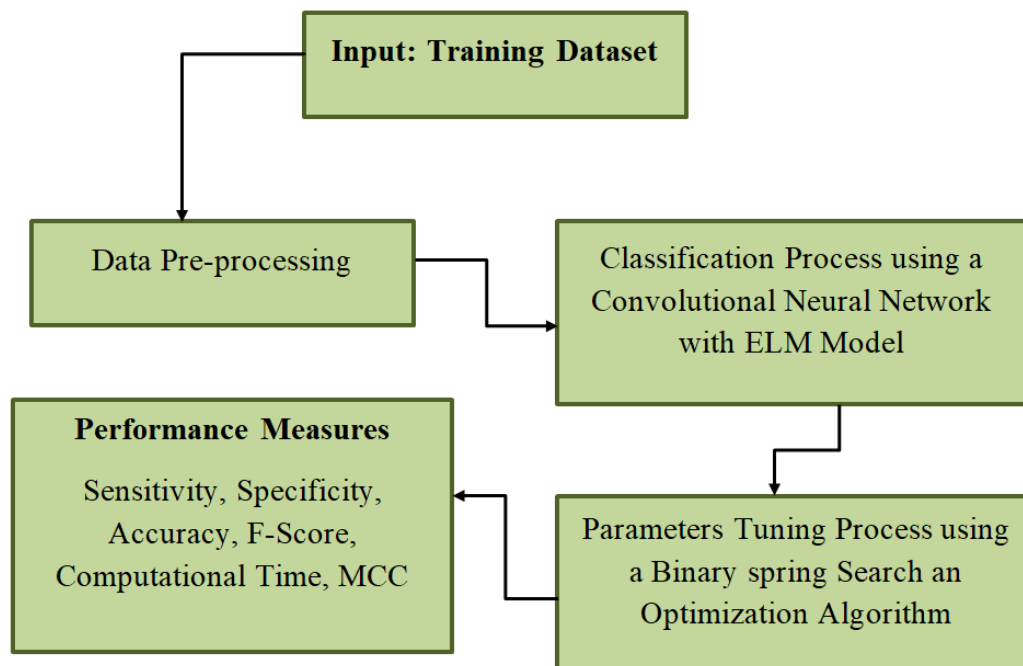 Input: Training Dataset
Data Pre-processing
Classification Process using a
Convolutional Neural Network
with ELM Model
Parameters Tuning Process using
a Binary spring Search an
Optimization Algorithm
Performance Measures
Sensitivity, Specificity,
Accuracy, F-Score,
Computational Time, MCC